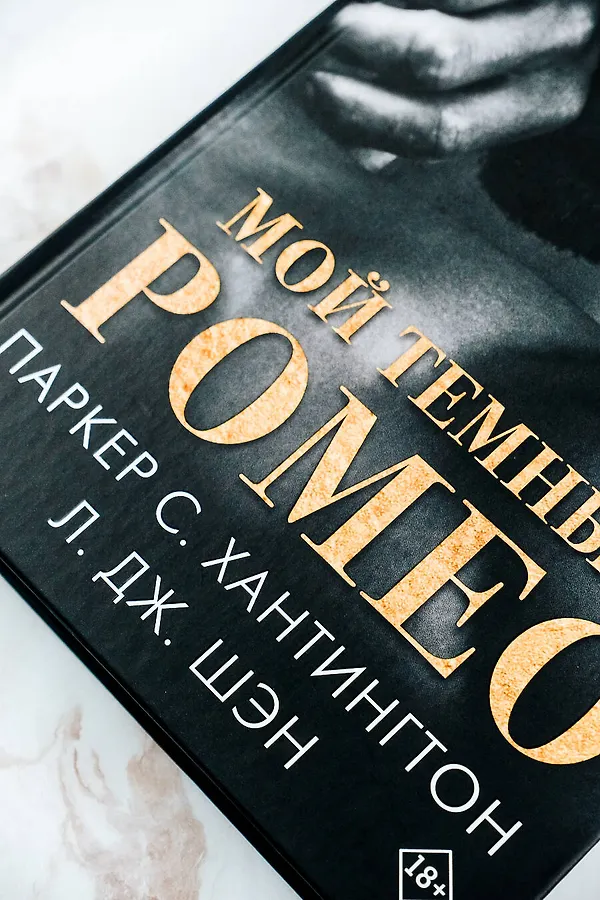 МОЙ ТЕМНЫ
РОМЕО
ПАРКЕР С. ХАНТИНГТОН
Л. ДЖ. ШЭН
18+